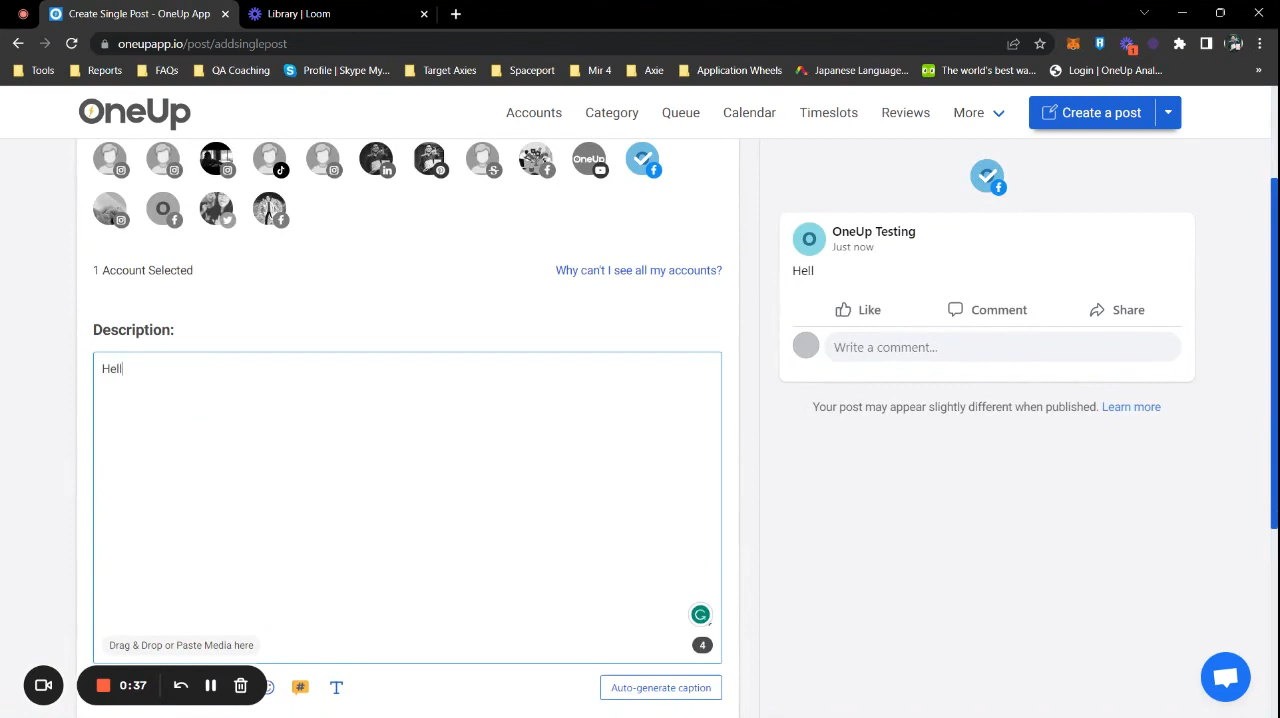 Create Single Post - OneUp App
Library | Loom
oneupapp.io/post/addsinglepost
1
Tools
Reports
FAQs
QA Coaching
Profile | Skype My...
Target Axies
Spaceport
Mir 4
Axie
Application Wheels
Japanese Language...
The world's best wa...
Login | OneUp Anal...
»
OneUp
Accounts
Category
Queue
Calendar
Timeslots
Reviews
More
Create a post
OneUp
O
1 Account Selected
Why can't I see all my accounts?
Description:
Hell
Drag & Drop or Paste Media here
4
0:37
#
T
Auto-generate caption
O
OneUp Testing
Just now
Hell
Like
Comment
Share
Write a comment...
Your post may appear slightly different when published. Learn more